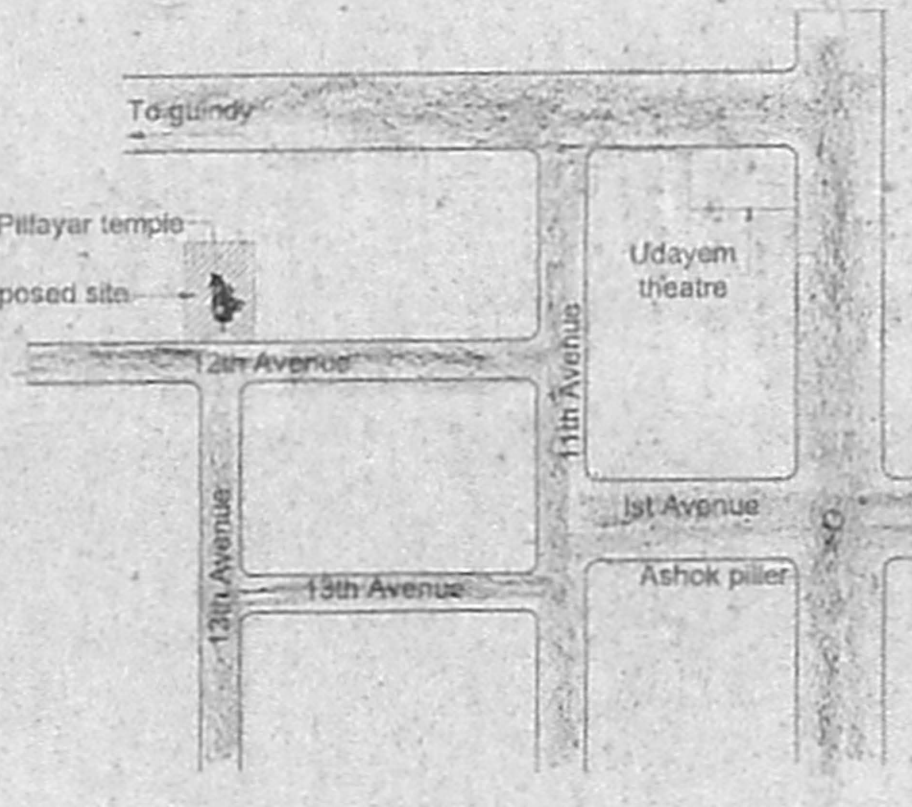 To guindy
Pillayar temple
posed site
12th Avenue
11th Avenue
Udayem
theatre
Ist Avenue
13th Avenue
13th Avenue
Ashok piller